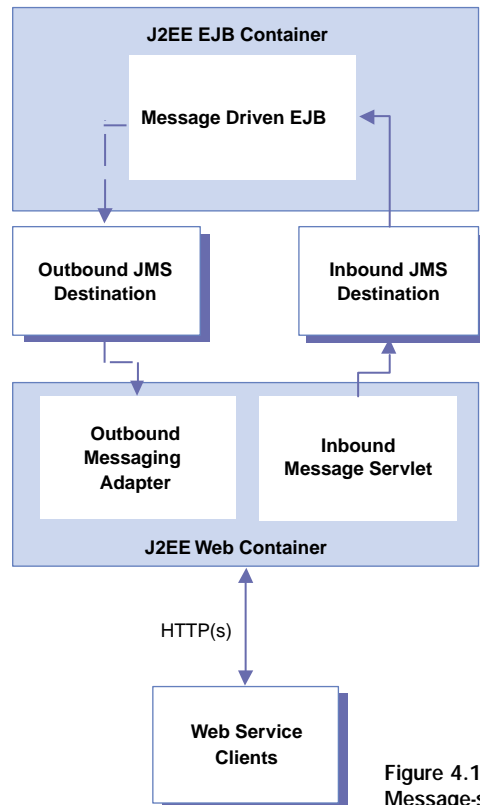 J2EE EJB Container
Message Driven EJB
Outbound JMS
Destination
Inbound JMS
Destination
Outbound
Messaging
Adapter
Inbound
Message Servlet
J2EE Web Container
HTTP(s)
Web Service
Clients
Figure 4.1
Message-s